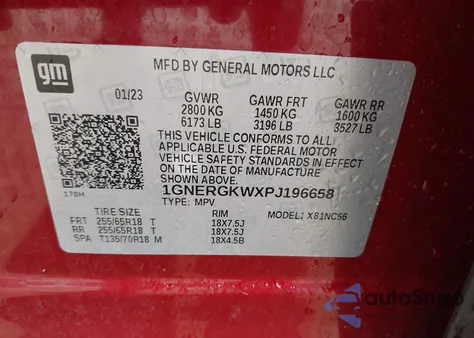 gm
MFD BY GENERAL MOTORS LLC
01/23 GVWR GAWR FRT GAWR RR
2800 KG 1450 KG 1600 KG
6173 LB 3196 LB 3527 LB
THIS VEHICLE CONFORMS TO ALL
APPLICABLE U.S. FEDERAL MOTOR
VEHICLE SAFETY STANDARDS IN EFFECT
ON THE DATE OF MANUFACTURE
SHOWN ABOVE.
1GNERGKWXPJ196658
170H TYPE: MPV MODEL: X81NC56
TIRE SIZE RIM
FRT 255/65R18 T 18X7.5J
RR 255/65R18 T 18X7.5J
SPA T135/70R18 M 18X4.5B
autoSnap